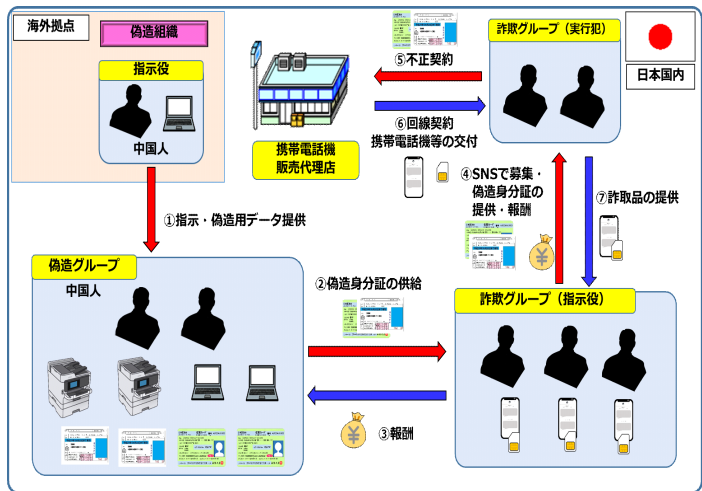 海外拠点
偽造組織
指示役
中国人
携帯電話機
販売代理店
詐欺グループ（実行犯）
日本国内
⑤不正契約
⑥回線契約
携帯電話機等の交付
④SNSで募集・
偽造身分証の
提供・報酬
⑦詐取品の提供
①指示・偽造用データ提供
偽造グループ
中国人
②偽造身分証の供給
③報酬
詐欺グループ（指示役）